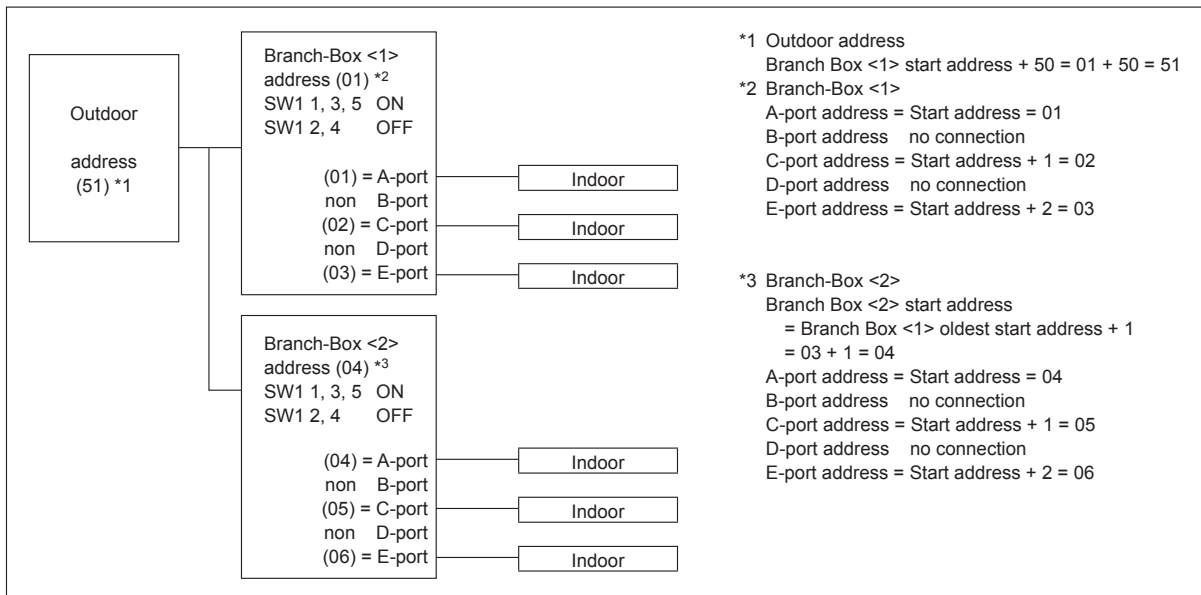 Outdoor
address
(51) *1
Branch-Box <1>
address (01) *2
SW1 1, 3, 5 ON
SW1 2, 4 OFF
(01) = A-port
non B-port
(02) = C-port
non D-port
(03) = E-port
Indoor
Indoor
Indoor
Branch-Box <2>
address (04) *3
SW1 1, 3, 5 ON
SW1 2, 4 OFF
(04) = A-port
non B-port
(05) = C-port
non D-port
(06) = E-port
Indoor
Indoor
Indoor
*1 Outdoor address
Branch Box <1> start address + 50 = 01 + 50 = 51
*2 Branch-Box <1>
A-port address = Start address = 01
B-port address no connection
C-port address = Start address + 1 = 02
D-port address no connection
E-port address = Start address + 2 = 03
*3 Branch-Box <2>
Branch Box <2> start address
= Branch Box <1> oldest start address + 1
= 03 + 1 = 04
A-port address = Start address = 04
B-port address no connection
C-port address = Start address + 1 = 05
D-port address no connection
E-port address = Start address + 2 = 06